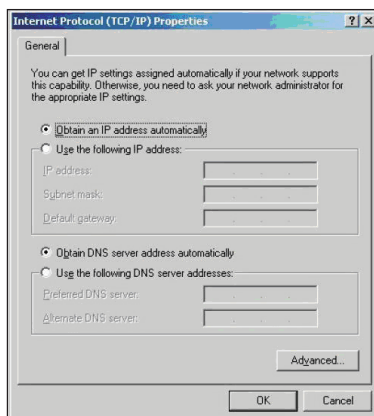 Internet Protocol (TCP/IP) Properties
General
You can get IP settings assigned automatically if your network supports
this capability. Otherwise, you need to ask your network administrator for
the appropriate IP settings.
Obtain an IP address automatically
Use the following IP address:
IP address:
Subnet mask:
Default gateway:
Obtain DNS server address automatically
Use the following DNS server addresses:
Preferred DNS server:
Alternate DNS server:
Advanced...
OK
Cancel